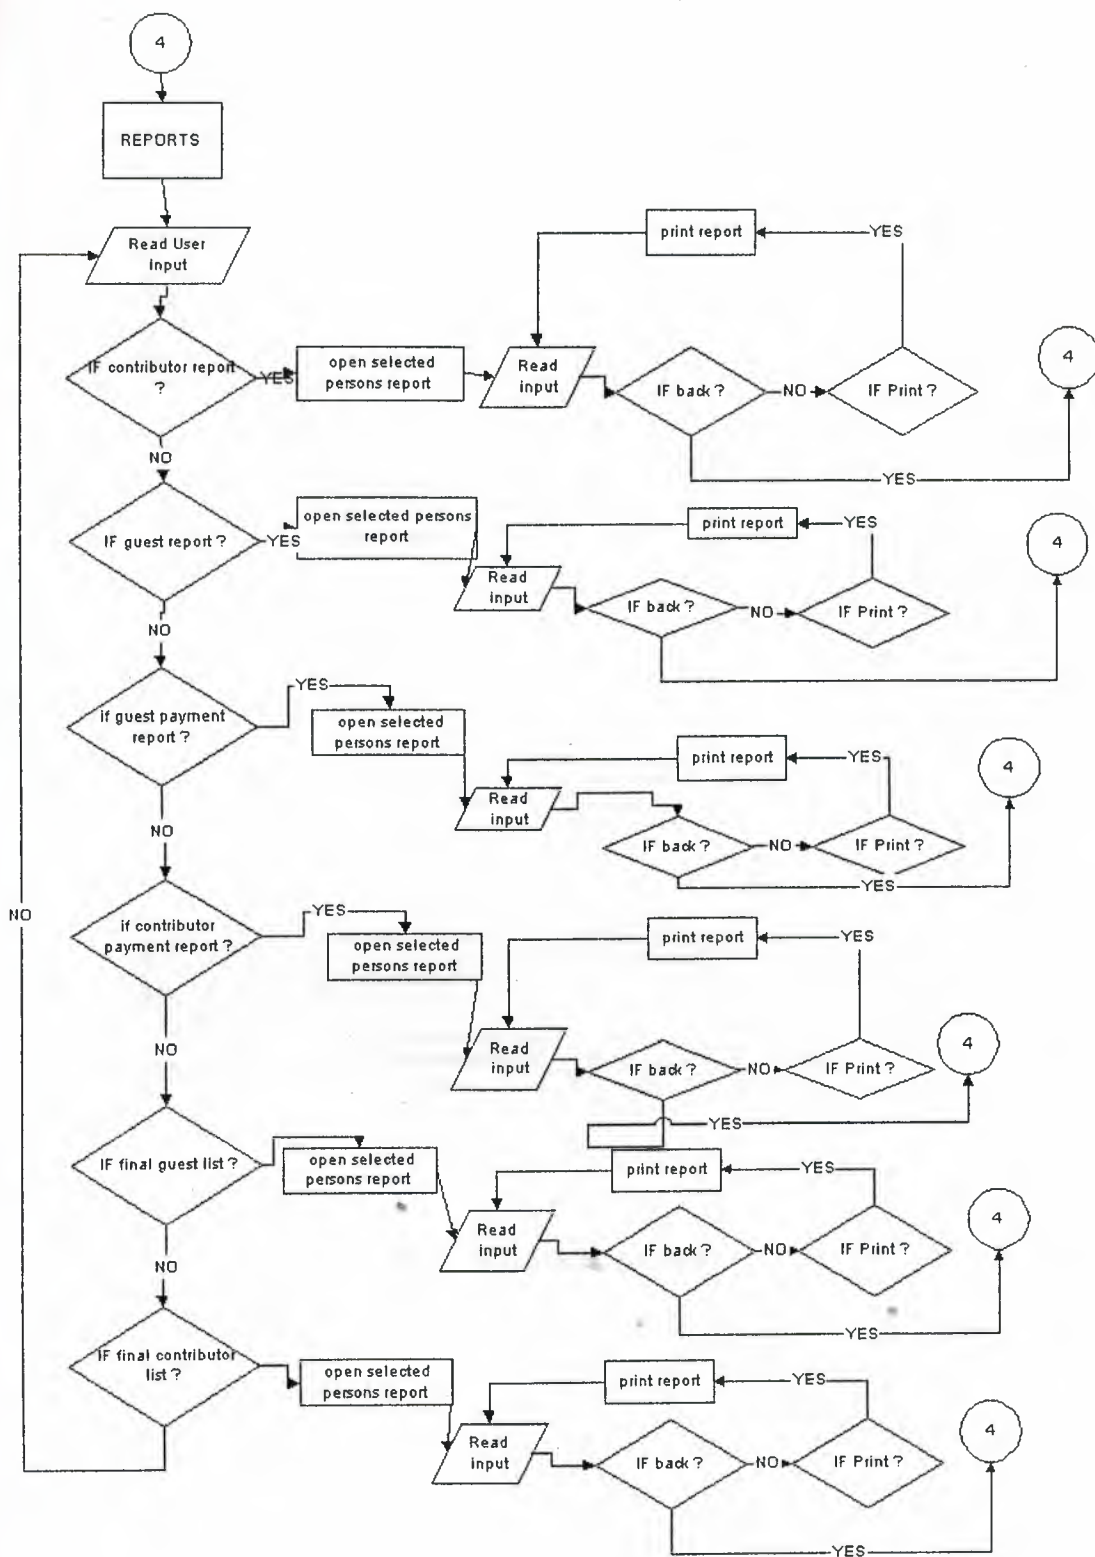 4
REPORTS
Read User
input
IF contributor report
?
YES
open selected
persons report
Read
input
IF back ?
NO
IF Print ?
YES
print report
YES
4
NO
IF guest report ?
YES
open selected persons
report
Read
input
IF back ?
NO
IF Print ?
YES
print report
4
NO
if guest payment
report ?
YES
open selected
persons report
Read
input
IF back ?
NO
IF Print ?
YES
print report
YES
4
NO
if contributor
payment report ?
YES
open selected
persons report
Read
input
IF back ?
NO
IF Print ?
YES
print report
YES
4
NO
IF final guest list ?
open selected
persons report
Read
input
IF back ?
NO
IF Print ?
YES
print report
YES
4
NO
IF final contributor
list ?
open selected
persons report
Read
input
IF back ?
NO
IF Print ?
YES
print report
YES
4
NO